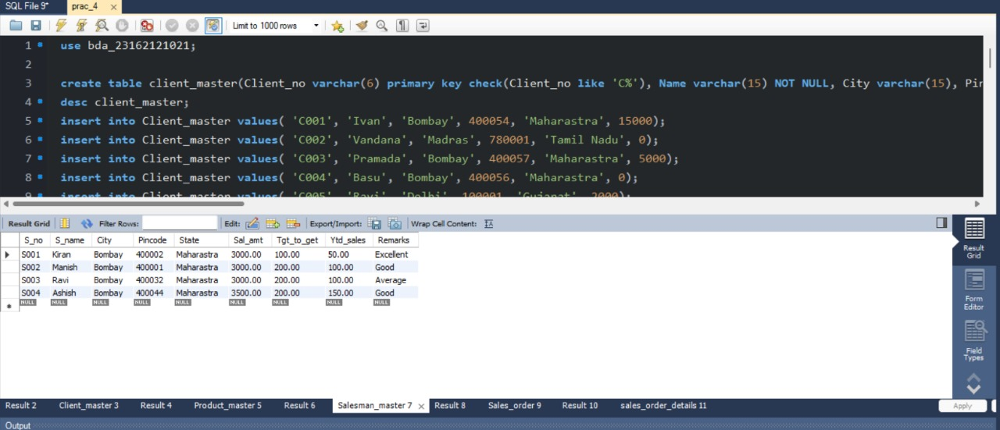 SQL File 9* prac_4
Limit to 1000 rows
1 use bda_23162121021;
2
3 create table client_master(Client_no varchar(6) primary key check(Client_no like 'C%'), Name varchar(15) NOT NULL, City varchar(15), Pin
4 desc client_master;
5 insert into Client_master values( 'C001', 'Ivan', 'Bombay', 400054, 'Maharastra', 15000);
6 insert into Client_master values( 'C002', 'Vandana', 'Madras', 780001, 'Tamil Nadu', 0);
7 insert into Client_master values( 'C003', 'Pramada', 'Bombay', 400057, 'Maharastra', 5000);
8 insert into Client_master values( 'C004', 'Basu', 'Bombay', 400056, 'Maharastra', 0);
9 insert into Client_master values( 'C005', 'Ravi', 'Delhi', 100001, 'Gujarat', 2000);
Result Grid Filter Rows: Edit: Export/Import: Wrap Cell Content:
S_no S_name City Pincode State Sal_amt Tgt_to_get Ytd_sales Remarks
S001 Kiran Bombay 400002 Maharastra 3000.00 100.00 50.00 Excellent
S002 Manish Bombay 400001 Maharastra 3000.00 200.00 100.00 Good
S003 Ravi Bombay 400032 Maharastra 3000.00 200.00 100.00 Average
S004 Ashish Bombay 400044 Maharastra 3500.00 200.00 150.00 Good
NULL NULL NULL NULL NULL NULL NULL NULL NULL
Result
Grid
Form
Editor
Field
Types
Result 2 Client_master 3 Result 4 Product_master 5 Result 6 Salesman_master 7 Result 8 Sales_order 9 Result 10 sales_order_details 11 Apply
Output